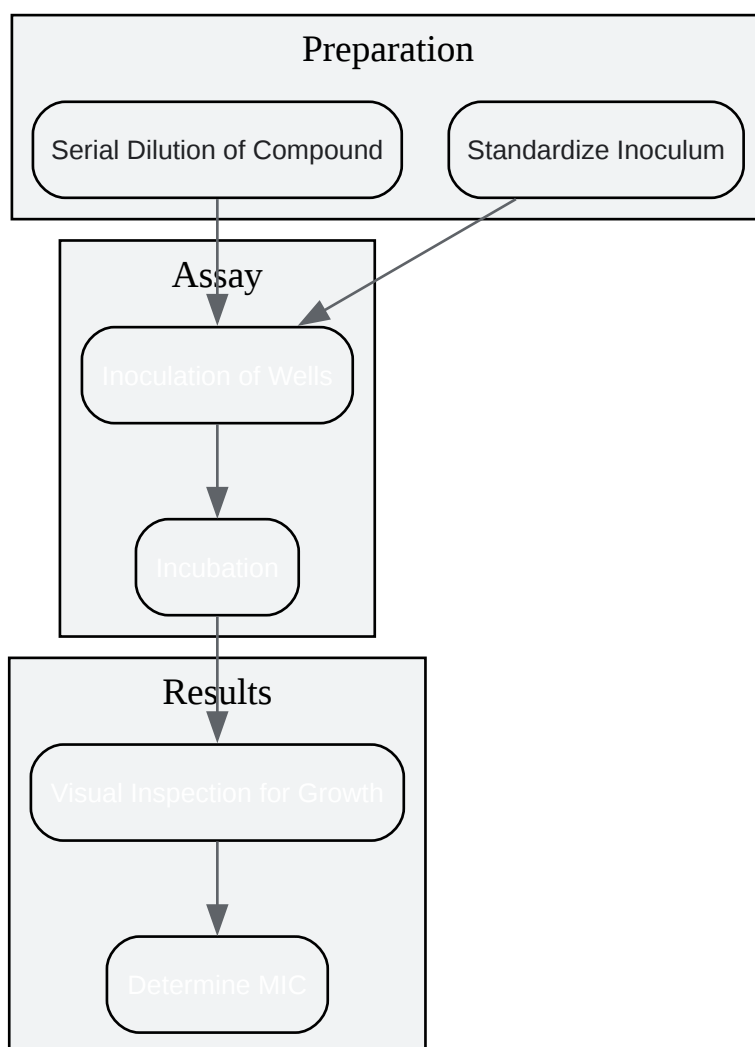 Preparation
Serial Dilution of Compound
Standardize Inoculum
Assay
Inoculation of Wells
Incubation
Results
Visual Inspection for Growth
Determine MIC